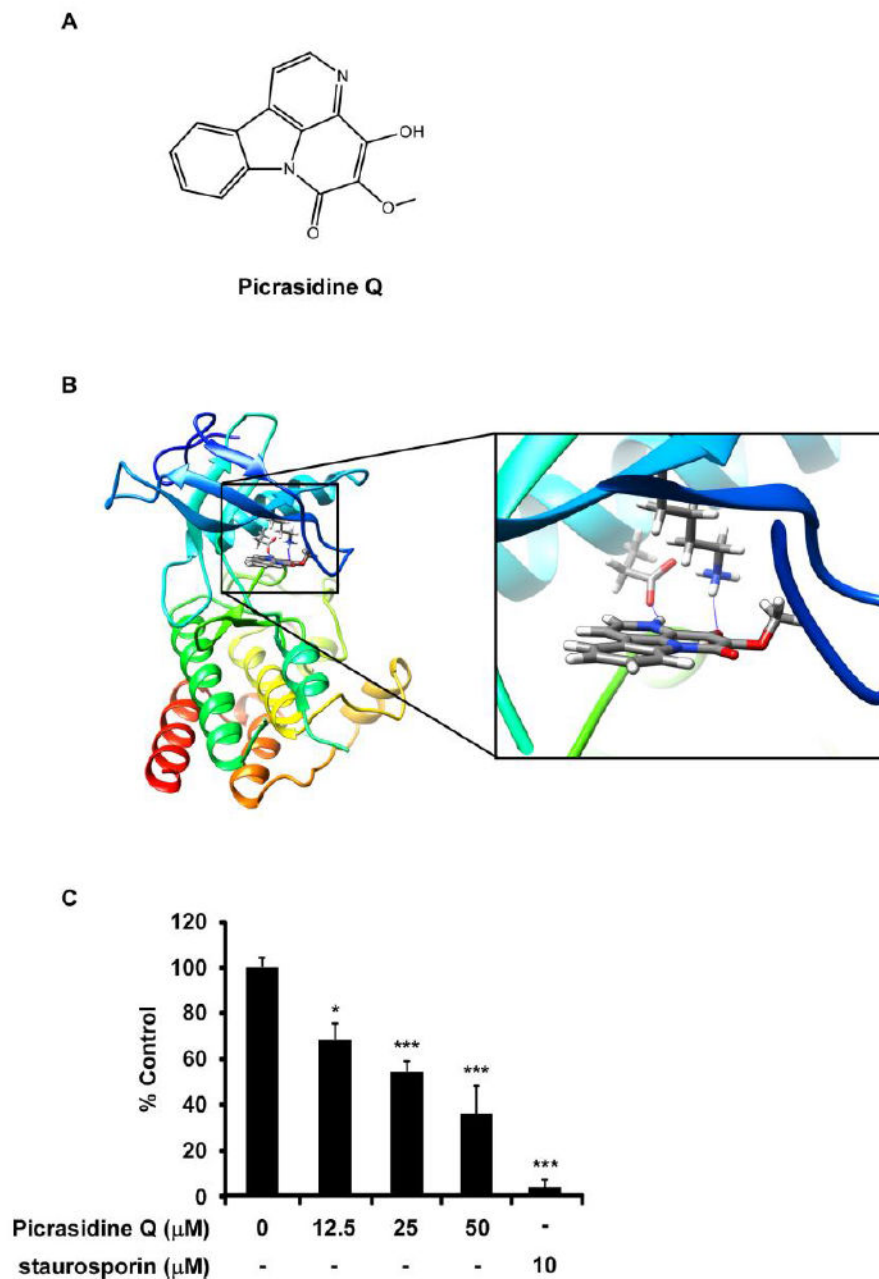 A
N
OH
N
O
O
Picrasidine Q
B
C
120
100
80
60
40
20
0
% Control
*
***
***
***
Picrasidine Q (μM) 0 12.5 25 50 -
staurosporin (μM) - - - - 10